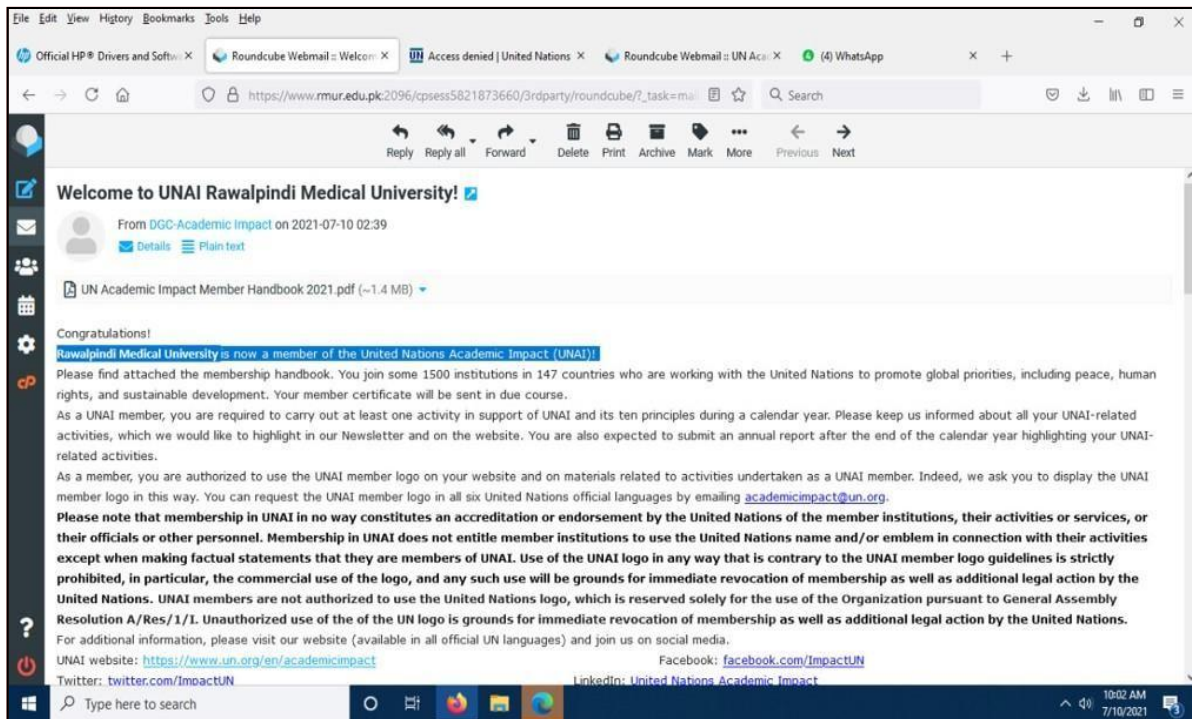 File Edit View History Bookmarks Tools Help
Official HP® Drivers and Softw
Roundcube Webmail :: Welcom
UN Access denied | United Nations
Roundcube Webmail :: UN Aca
(4) WhatsApp
https://www.rmur.edu.pk:2096/cpsess5821873660/3rdparty/roundcube/?_task=mai
Search
Reply Reply all Forward Delete Print Archive Mark More Previous Next
Welcome to UNAI Rawalpindi Medical University!
From DGC-Academic Impact on 2021-07-10 02:39
Details Plain text
UN Academic Impact Member Handbook 2021.pdf (~1.4 MB)
cP
Congratulations!
Rawalpindi Medical University is now a member of the United Nations Academic Impact (UNAI)!
Please find attached the membership handbook. You join some 1500 institutions in 147 countries who are working with the United Nations to promote global priorities, including peace, human
rights, and sustainable development. Your member certificate will be sent in due course.
As a UNAI member, you are required to carry out at least one activity in support of UNAI and its ten principles during a calendar year. Please keep us informed about all your UNAI-related
activities, which we would like to highlight in our Newsletter and on the website. You are also expected to submit an annual report after the end of the calendar year highlighting your UNAI-
related activities.
As a member, you are authorized to use the UNAI member logo on your website and on materials related to activities undertaken as a UNAI member. Indeed, we ask you to display the UNAI
member logo in this way. You can request the UNAI member logo in all six United Nations official languages by emailing academicimpact@un.org.
Please note that membership in UNAI in no way constitutes an accreditation or endorsement by the United Nations of the member institutions, their activities or services, or
their officials or other personnel. Membership in UNAI does not entitle member institutions to use the United Nations name and/or emblem in connection with their activities
except when making factual statements that they are members of UNAI. Use of the UNAI logo in any way that is contrary to the UNAI member logo guidelines is strictly
prohibited, in particular, the commercial use of the logo, and any such use will be grounds for immediate revocation of membership as well as additional legal action by the
United Nations. UNAI members are not authorized to use the United Nations logo, which is reserved solely for the use of the Organization pursuant to General Assembly
Resolution A/Res/1/I. Unauthorized use of the of the UN logo is grounds for immediate revocation of membership as well as additional legal action by the United Nations.
For additional information, please visit our website (available in all official UN languages) and join us on social media.
UNAI website: https://www.un.org/en/academicimpact Facebook: facebook.com/ImpactUN
Twitter: twitter.com/ImpactUN LinkedIn: United Nations Academic Impact
Type here to search
10:02 AM
7/10/2021
3